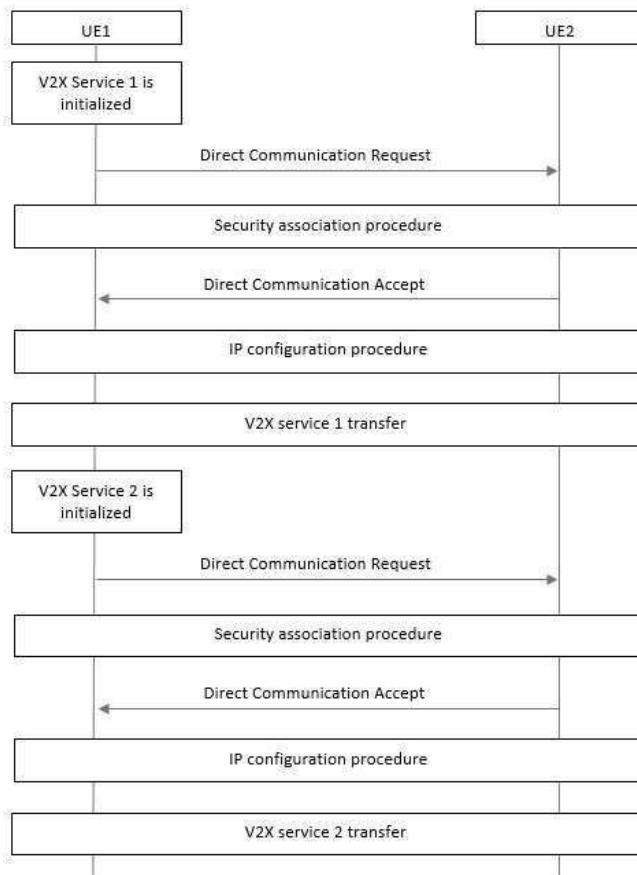 UE1
UE2
V2X Service 1 is
initialized
Direct Communication Request
Security association procedure
Direct Communication Accept
IP configuration procedure
V2X service 1 transfer
V2X Service 2 is
initialized
Direct Communication Request
Security association procedure
Direct Communication Accept
IP configuration procedure
V2X service 2 transfer